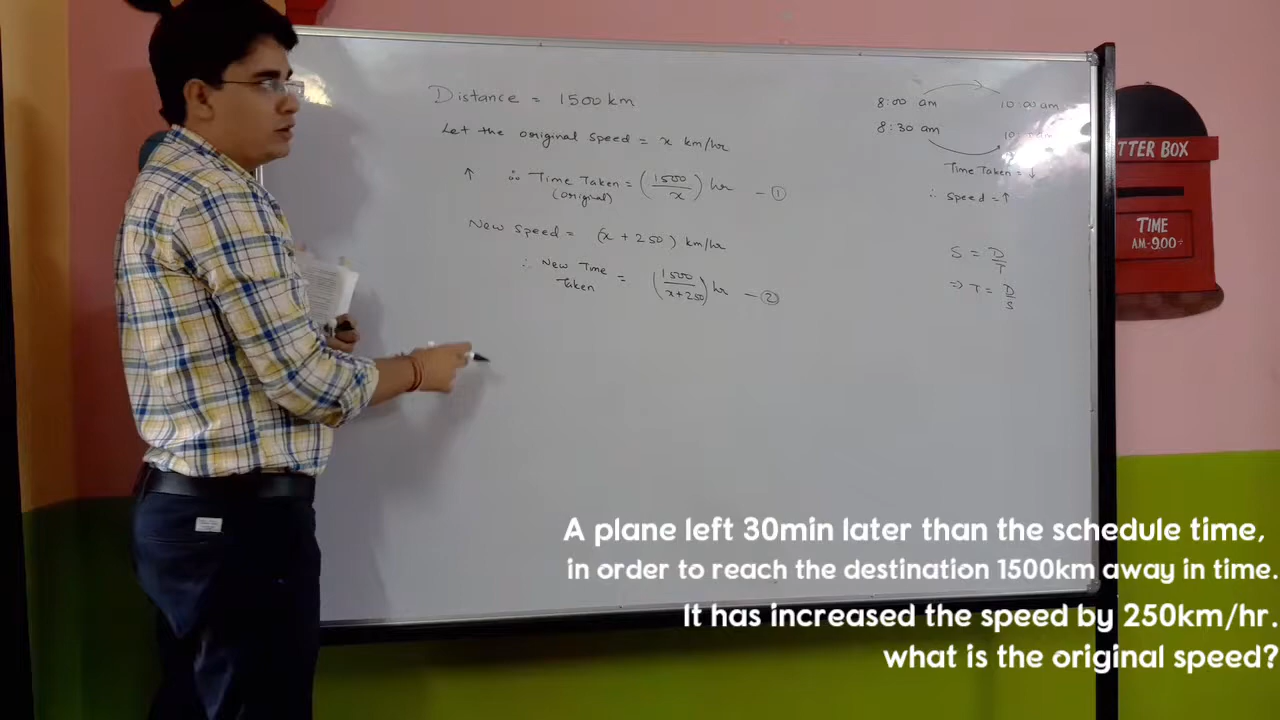 Distance = 1500 km
Let the original speed = x km/hr
↑ ∴ Time Taken = (1500/x) hr – ①
(original)
New speed = (x + 250) km/hr
∴ New Time Taken = (1500/x+250) hr – ②
8:00 am 10:00 am
8:30 am
Time Taken = ↓
∴ Speed = ↑
S = D/T
⇒ T = D/S
TTER BOX
TIME
A.M-9.00
A plane left 30min later than the schedule time,
in order to reach the destination 1500km away in time.
It has increased the speed by 250km/hr.
what is the original speed?